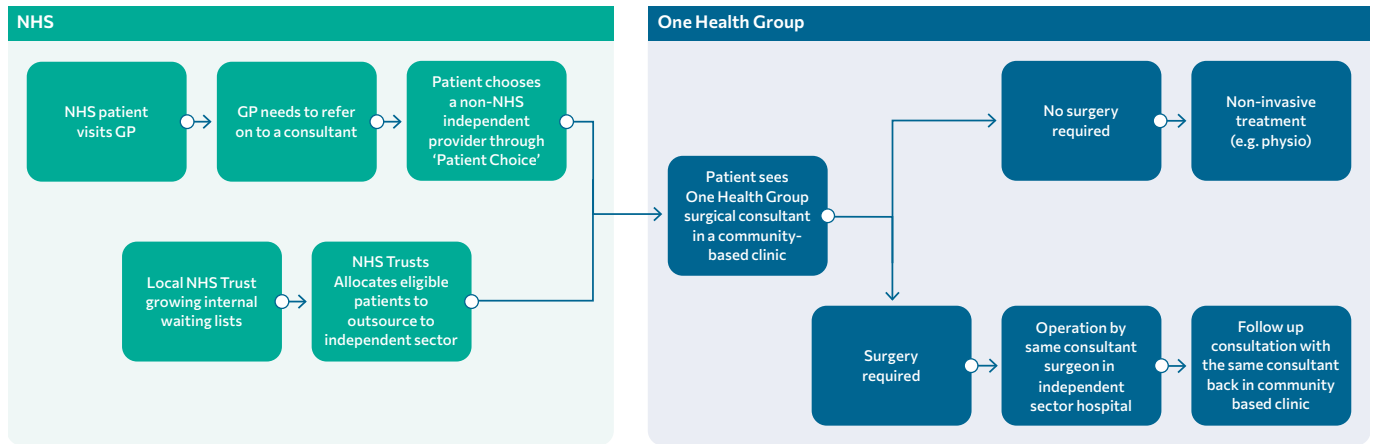 NHS
NHS patient
visits GP
GP needs to refer
on to a consultant
Patient chooses
a non-NHS
independent
provider through
‘Patient Choice’
Local NHS Trust
growing internal
waiting lists
NHS Trusts
Allocates eligible
patients to
outsource to
independent sector
One Health Group
Patient sees
One Health Group
surgical consultant
in a community-
based clinic
No surgery
required
Non-invasive
treatment
(e.g. physio)
Surgery
required
Operation by
same consultant
surgeon in
independent
sector hospital
Follow up
consultation with
the same consultant
back in community
based clinic